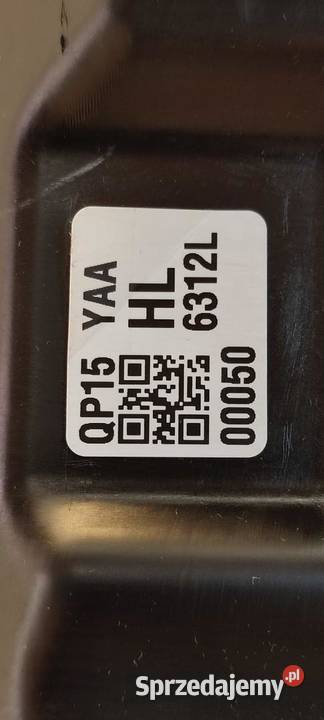 QP15 YAA
HL
00050 6312L
Sprzedajemy.pl